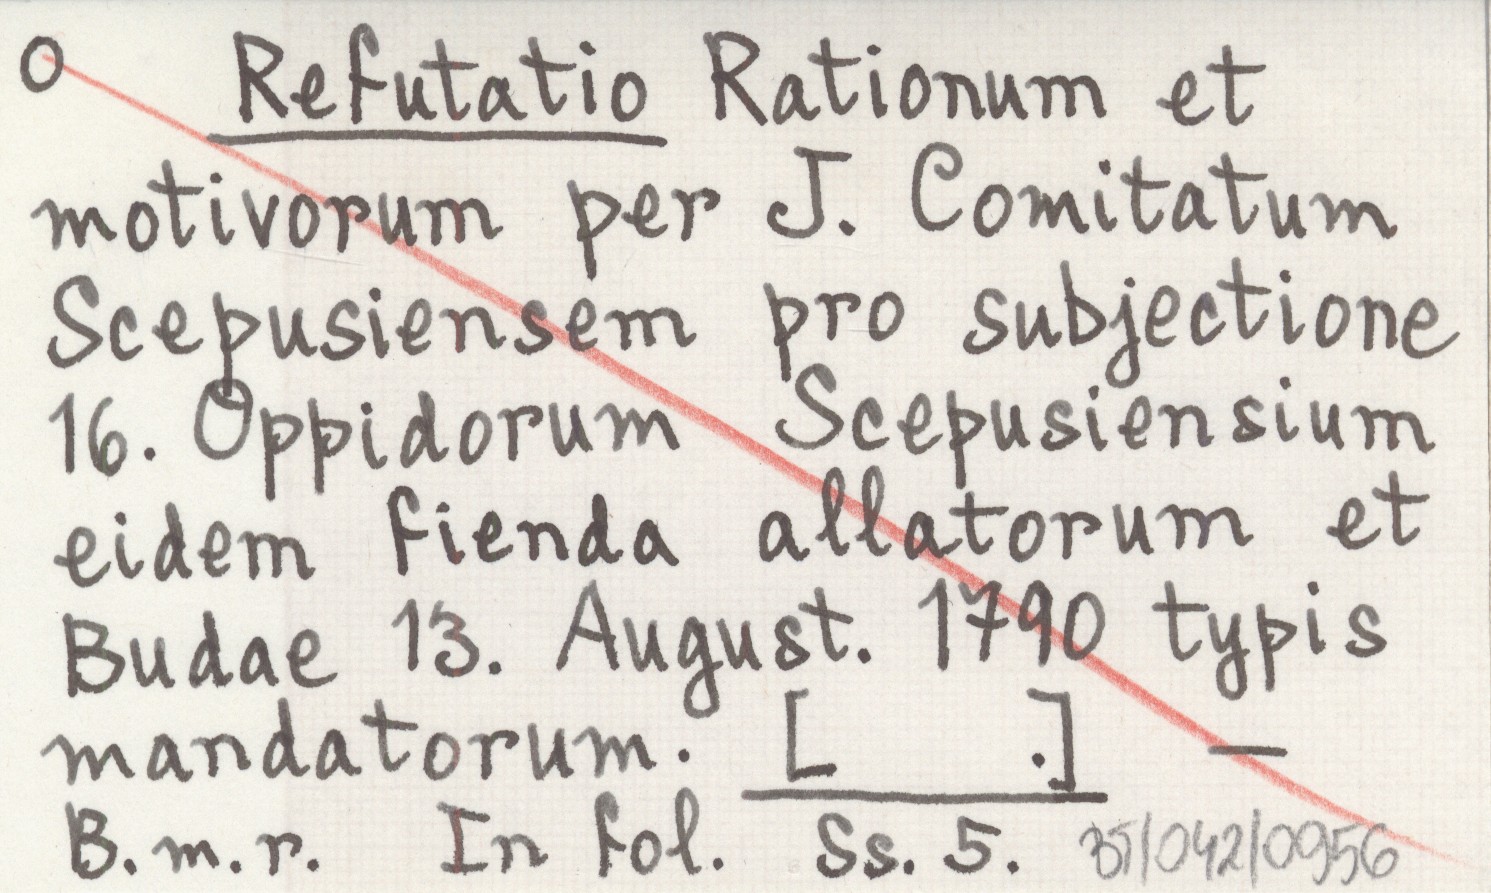 O Refutatio Rationum et
motivorum per J. Comitatum
Scepusiensem pro subjectione
16. Oppidorum Scepusiensium
eidem fienda allatorum et
Budae 13. August. 1790 typis
mandatorum. [ .] —
B.m.r. In fol. Ss. 5. 35/042/0956